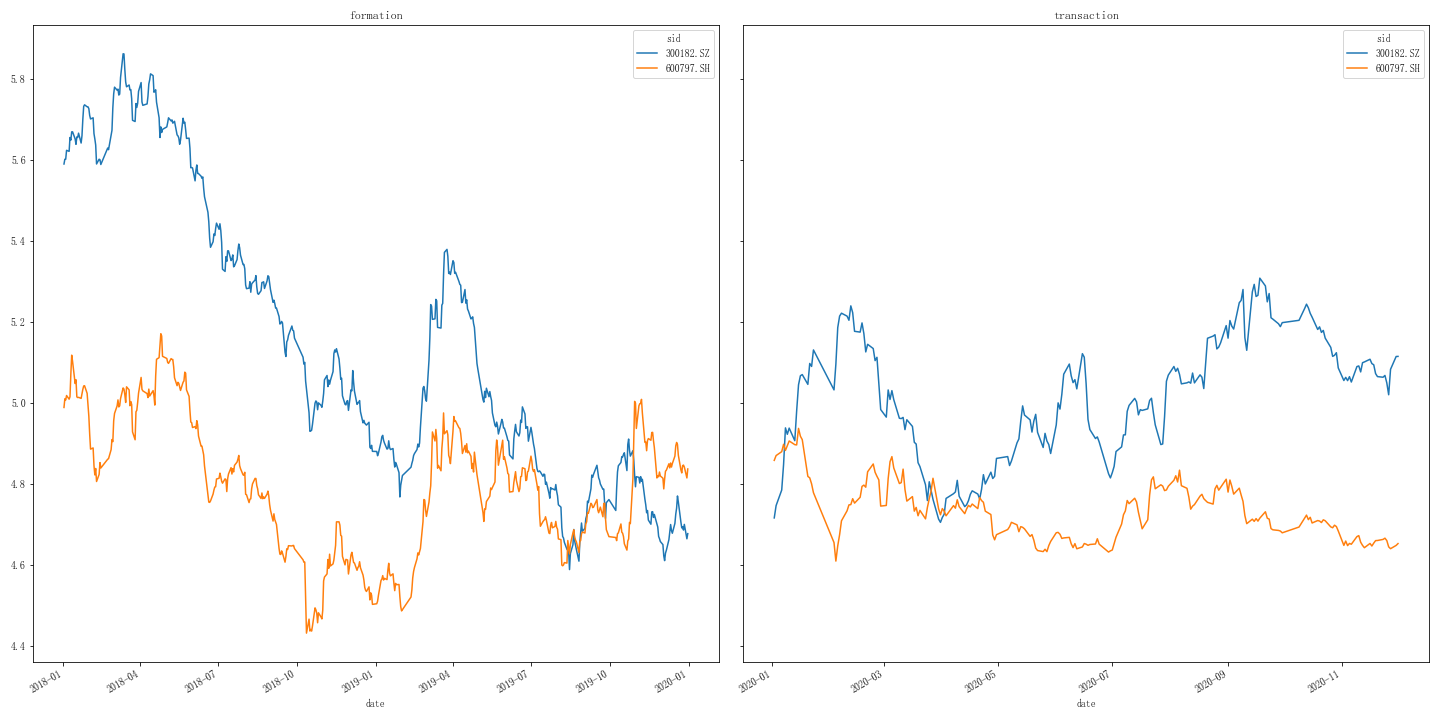 formation
sid
300182.SZ
600797.SH
5.8
5.6
5.4
5.2
5.0
4.8
4.6
4.4
2018-01
2018-04
2018-07
2018-10
2019-01
2019-04
2019-07
2019-10
2020-01
date
transaction
sid
300182.SZ
600797.SH
2020-01
2020-03
2020-05
2020-07
2020-09
2020-11
date